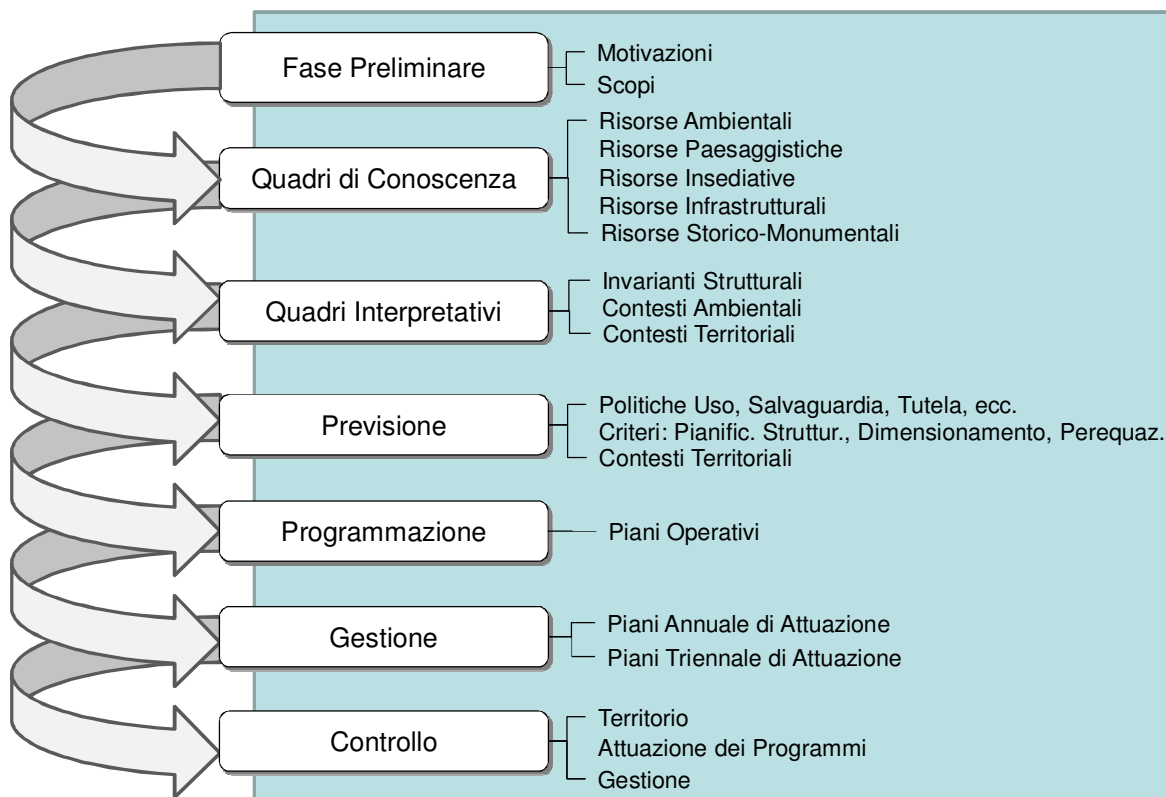 Fase Preliminare
Motivazioni
Scopi
Quadri di Conoscenza
Risorse Ambientali
Risorse Paesaggistiche
Risorse Insediative
Risorse Infrastrutturali
Risorse Storico-Monumentali
Quadri Interpretativi
Invarianti Strutturali
Contesti Ambientali
Contesti Territoriali
Previsione
Politiche Uso, Salvaguardia, Tutela, ecc.
Criteri: Pianific. Struttur., Dimensionamento, Perequaz.
Contesti Territoriali
Programmazione
Piani Operativi
Gestione
Piani Annuale di Attuazione
Piani Triennale di Attuazione
Controllo
Territorio
Attuazione dei Programmi
Gestione